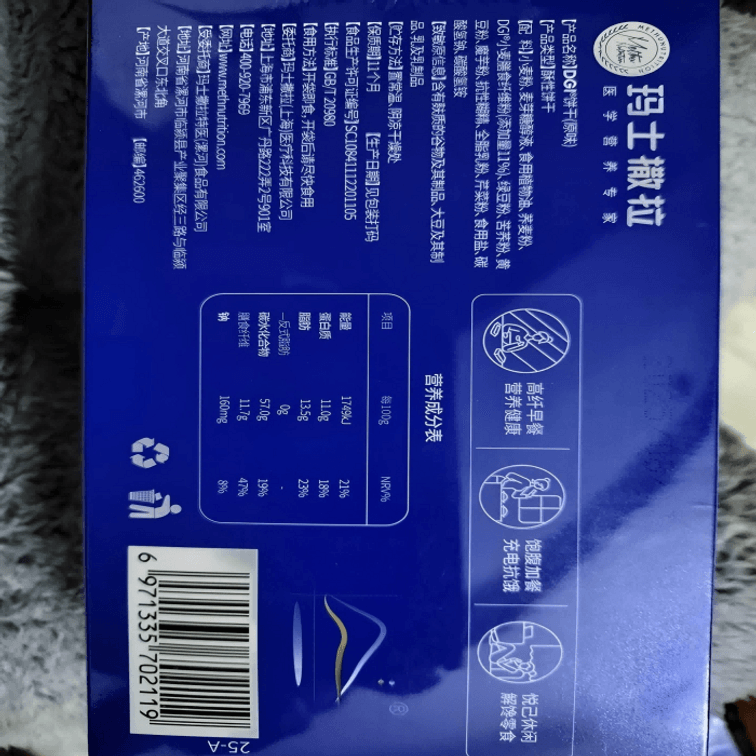 METHONUTRITION
玛士撒拉
医学营养专家
【产品名称】DGI饼干(原味)
【产品类型】酥性饼干
【配 料】小麦粉、麦芽糖醇液、食用植物油、荞麦粉、
DGI®小麦膳食纤维粉(添加量11%)、绿豆粉、苦荞粉、黄
豆粉、魔芋粉、抗性糊精、全脂乳粉、芹菜粉、食用盐、碳
酸氢钠、碳酸氢铵
【致敏原信息】含有麸质的谷物及其制品、大豆及其制
品、乳及乳制品
【贮存方法】置常温、阴凉干燥处
【保质期】11个月 【生产日期】见包装打码
【食品生产许可证编号】SC10841112201105
【执行标准】GB/T 20980
【食用方法】开袋即食,开袋后请尽快食用
【委托商】玛士撒拉(上海)医疗科技有限公司
【地址】上海市浦东新区广丹路222弄2号901室
【电话】400-920-7969
【网址】www.methnutrition.com
【受委托商】玛士撒拉特医(漯河)食品有限公司
【地址】河南省漯河市临颍县产业聚集区经三路与临颍
大道交叉口东北角
【产地】河南省漯河市 【邮编】462600
高纤早餐
营养健康
饱腹加餐
充电抗饿
悦己休闲
解馋零食
营养成分表
项目 每100g NRV%
能量 1749kJ 21%
蛋白质 11.0g 18%
脂肪 13.5g 23%
—反式脂肪 0g -
碳水化合物 57.0g 19%
膳食纤维 11.7g 47%
钠 160mg 8%
®
6 971335 702119
25-A